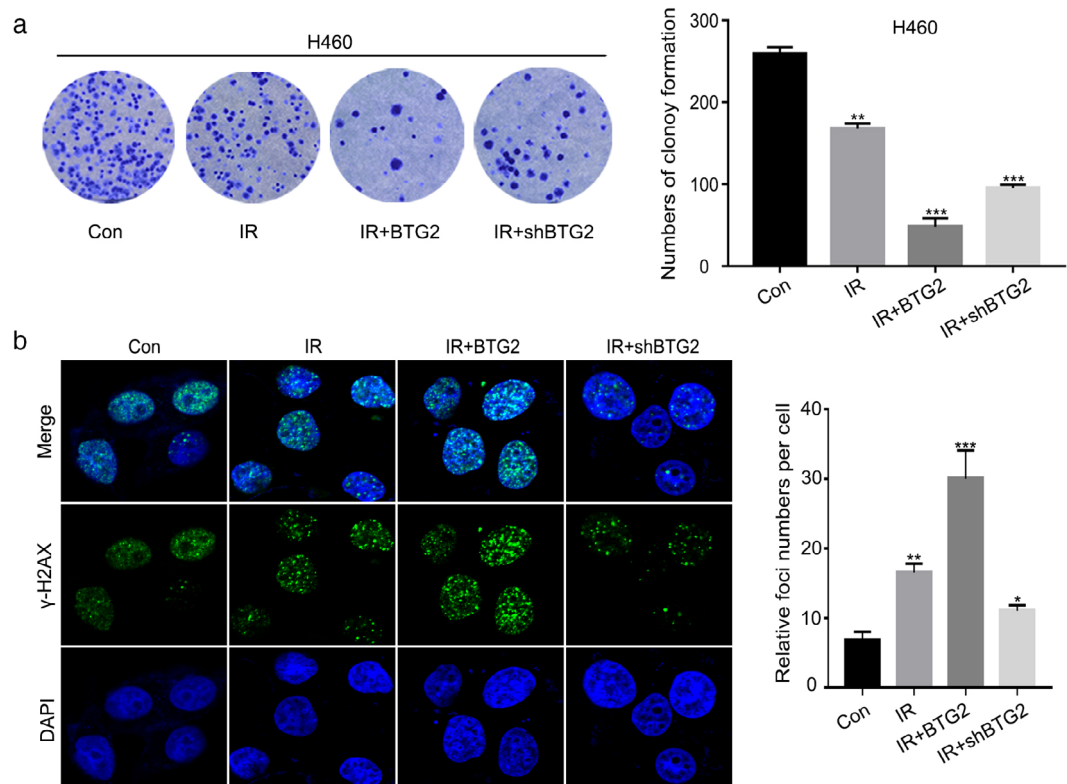 a
H460
Con IR IR+BTG2 IR+shBTG2
H460
Numbers of clonoy formation
300
200
100
0
**
***
***
Con IR IR+BTG2 IR+shBTG2
b
Con IR IR+BTG2 IR+shBTG2
Merge
γ-H2AX
DAPI
Relative foci numbers per cell
40
30
20
10
0
**
***
*
Con IR IR+BTG2 IR+shBTG2